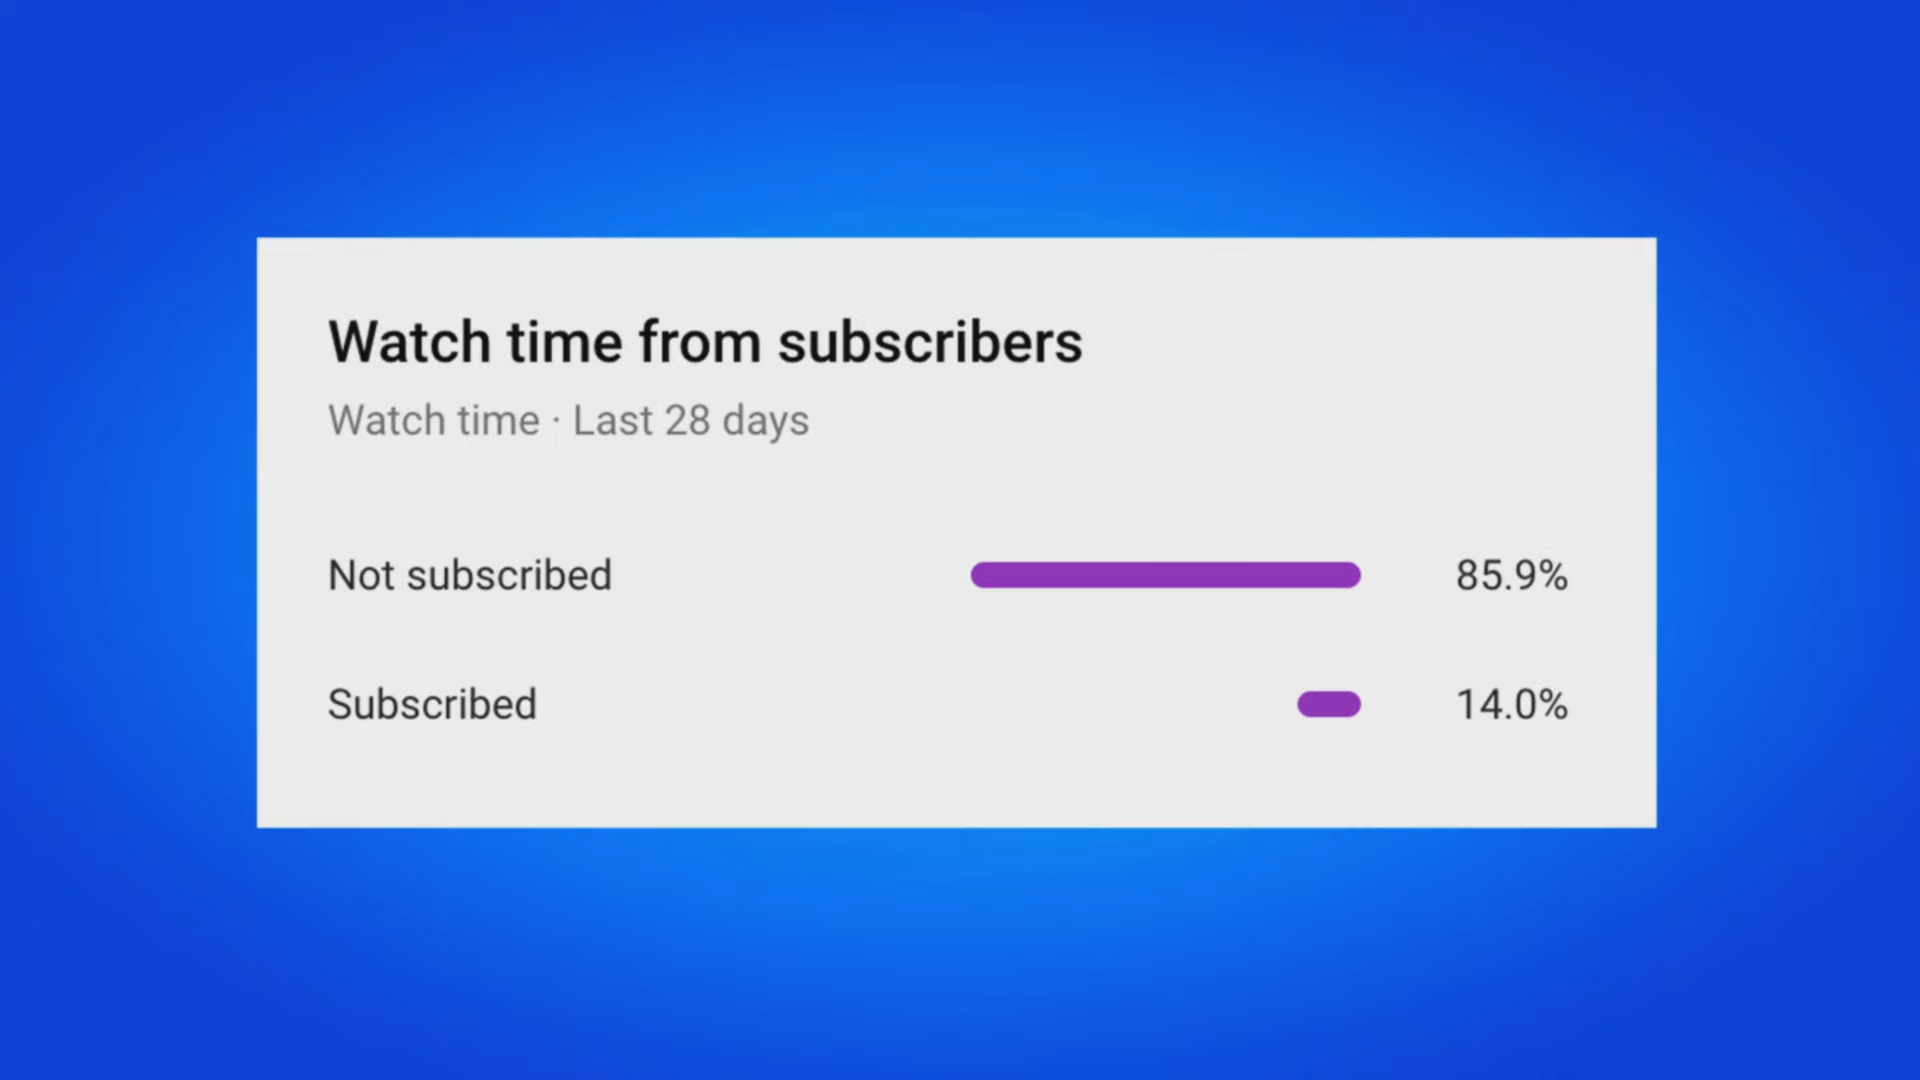 Watch time from subscribers
Watch time · Last 28 days
Not subscribed 85.9%
Subscribed 14.0%